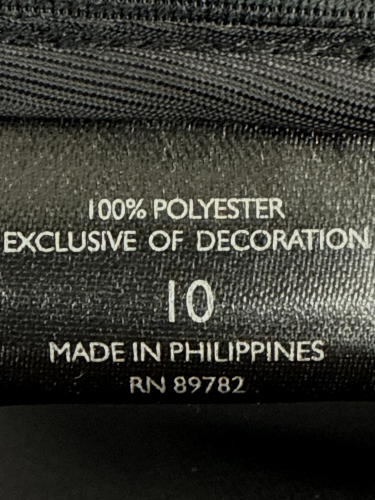 100% POLYESTER
EXCLUSIVE OF DECORATION
10
MADE IN PHILIPPINES
RN 89782